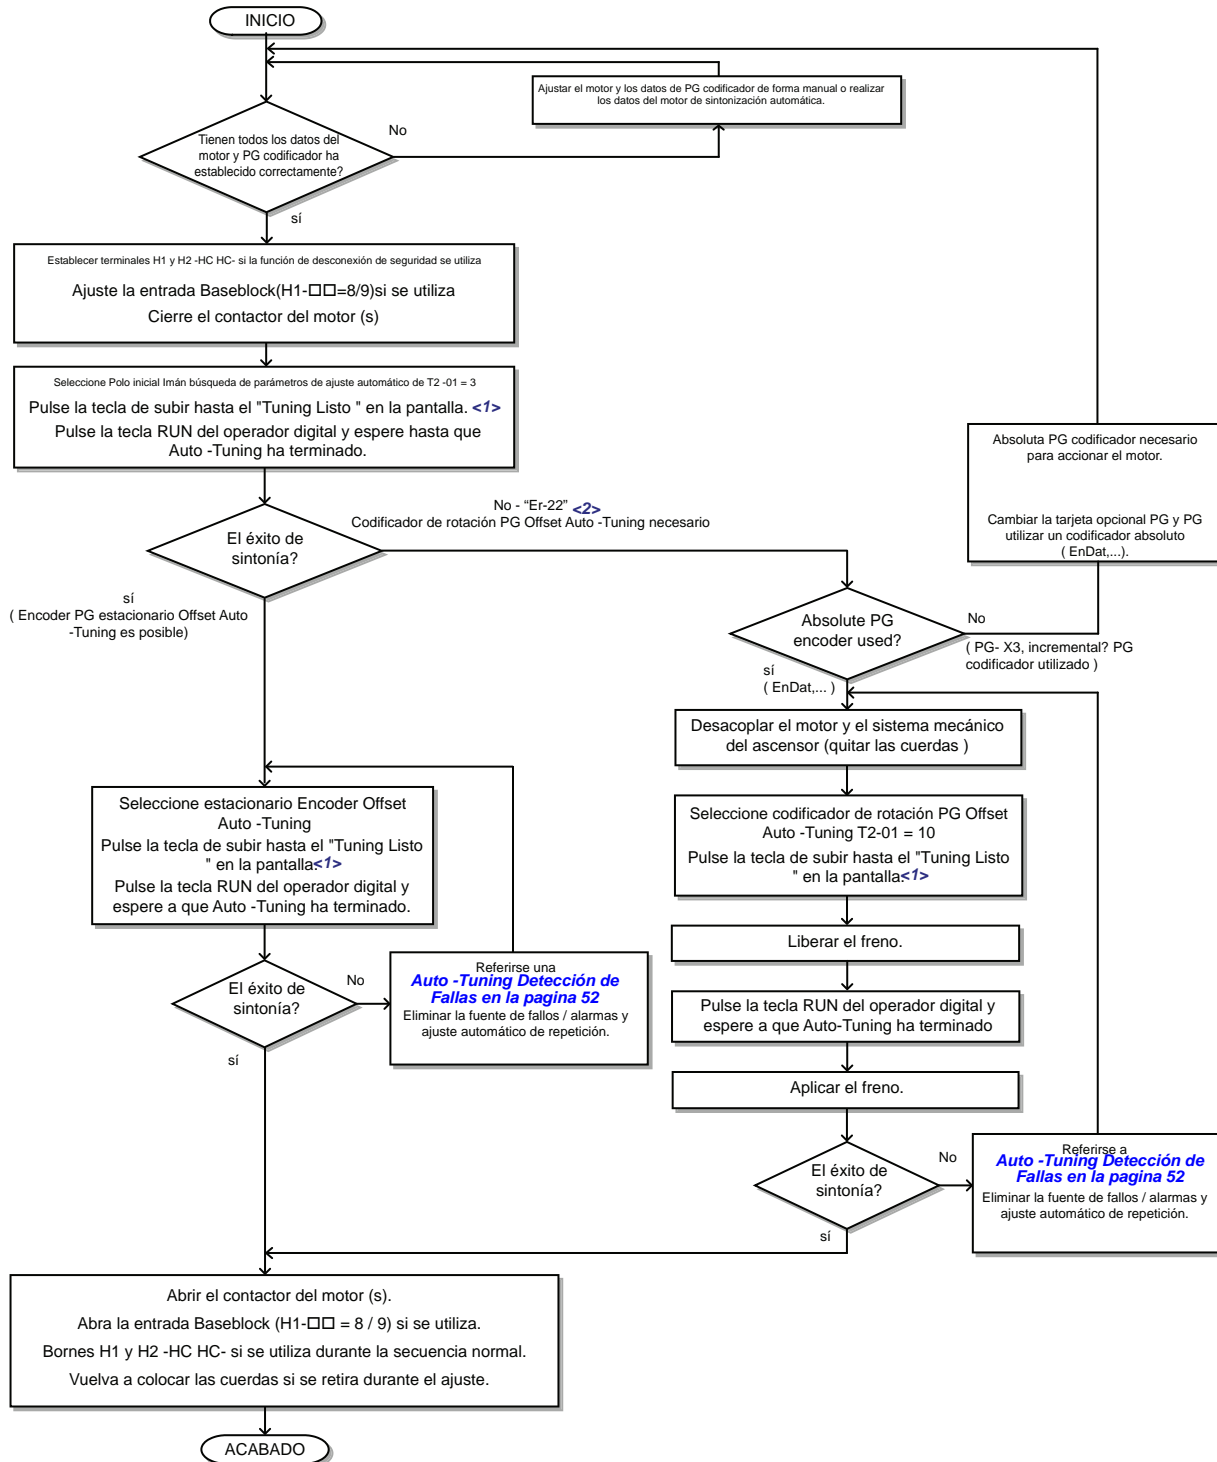 INICIO
Ajustar el motor y los datos de PG codificador de forma manual o realizar
los datos del motor de sintonización automática.
Tienen todos los datos del
motor y PG codificador ha
establecido correctamente?
No
sí
Establecer terminales H1 y H2 -HC HC- si la función de desconexión de seguridad se utiliza
Ajuste la entrada Baseblock(H1-□□=8/9)si se utiliza
Cierre el contactor del motor (s)
Seleccione Polo inicial Imán búsqueda de parámetros de ajuste automático de T2 -01 = 3
Pulse la tecla de subir hasta el "Tuning Listo " en la pantalla. <1>
Pulse la tecla RUN del operador digital y espere hasta que
Auto -Tuning ha terminado.
El éxito de
sintonía?
No - “Er-22” <2>
Codificador de rotación PG Offset Auto -Tuning necesario
sí
( Encoder PG estacionario Offset Auto
-Tuning es posible)
Absoluta PG codificador necesario
para accionar el motor.
Cambiar la tarjeta opcional PG y PG
utilizar un codificador absoluto
( EnDat,...).
Absolute PG
encoder used?
No
( PG- X3, incremental? PG
codificador utilizado )
sí
( EnDat,... )
Desacoplar el motor y el sistema mecánico
del ascensor (quitar las cuerdas )
Seleccione codificador de rotación PG Offset
Auto -Tuning T2-01 = 10
Pulse la tecla de subir hasta el "Tuning Listo
" en la pantalla.<1>
Liberar el freno.
Pulse la tecla RUN del operador digital y
espere a que Auto-Tuning ha terminado
Aplicar el freno.
El éxito de
sintonía?
No
sí
Referirse a
Auto -Tuning Detección de
Fallas en la pagina 52
Eliminar la fuente de fallos / alarmas y
ajuste automático de repetición.
Seleccione estacionario Encoder Offset
Auto -Tuning
Pulse la tecla de subir hasta el "Tuning Listo
" en la pantalla.<1>
Pulse la tecla RUN del operador digital y
espere a que Auto -Tuning ha terminado.
El éxito de
sintonía?
No
sí
Referirse una
Auto -Tuning Detección de
Fallas en la pagina 52
Eliminar la fuente de fallos / alarmas y
ajuste automático de repetición.
Abrir el contactor del motor (s).
Abra la entrada Baseblock (H1-□□ = 8 / 9) si se utiliza.
Bornes H1 y H2 -HC HC- si se utiliza durante la secuencia normal.
Vuelva a colocar las cuerdas si se retira durante el ajuste.
ACABADO